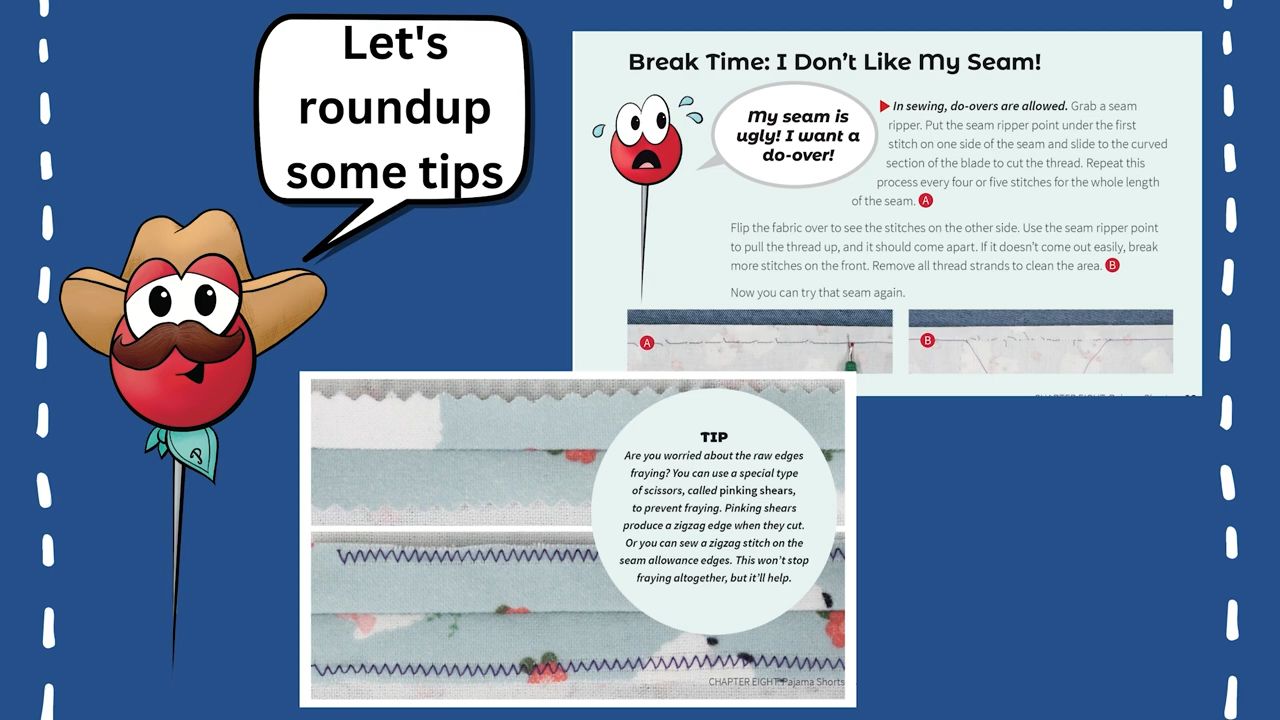 Let's
roundup
some tips
Break Time: I Don't Like My Seam!
My seam is
ugly! I want a
do-over!
In sewing, do-overs are allowed. Grab a seam
ripper. Put the seam ripper point under the first
stitch on one side of the seam and slide to the curved
section of the blade to cut the thread. Repeat this
process every four or five stitches for the whole length
of the seam. A
Flip the fabric over to see the stitches on the other side. Use the seam ripper point
to pull the thread up, and it should come apart. If it doesn't come out easily, break
more stitches on the front. Remove all thread strands to clean the area. B
Now you can try that seam again.
A
B
TIP
Are you worried about the raw edges
fraying? You can use a special type
of scissors, called pinking shears,
to prevent fraying. Pinking shears
produce a zigzag edge when they cut.
Or you can sew a zigzag stitch on the
seam allowance edges. This won't stop
fraying altogether, but it'll help.
CHAPTER EIGHT: Pajama Shorts